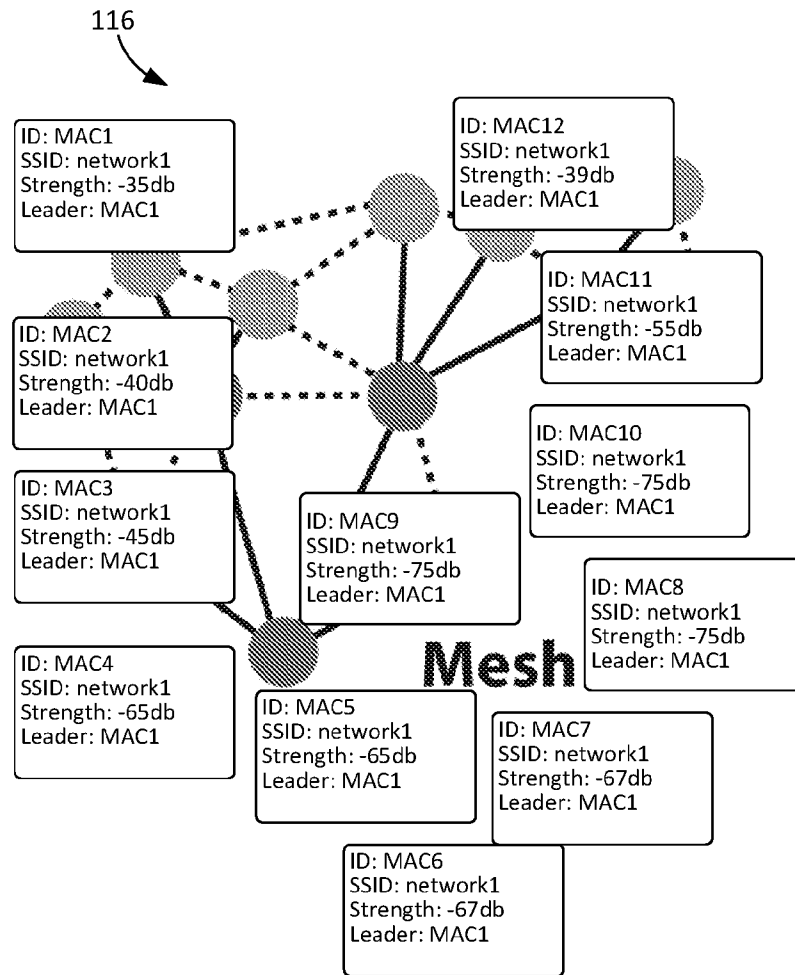 116
ID: MAC1
SSID: network1
Strength: -35db
Leader: MAC1
ID: MAC12
SSID: network1
Strength: -39db
Leader: MAC1
ID: MAC11
SSID: network1
Strength: -55db
Leader: MAC1
ID: MAC2
SSID: network1
Strength: -40db
Leader: MAC1
ID: MAC10
SSID: network1
Strength: -75db
Leader: MAC1
ID: MAC3
SSID: network1
Strength: -45db
Leader: MAC1
ID: MAC9
SSID: network1
Strength: -75db
Leader: MAC1
ID: MAC8
SSID: network1
Strength: -75db
Leader: MAC1
Mesh
ID: MAC4
SSID: network1
Strength: -65db
Leader: MAC1
ID: MAC5
SSID: network1
Strength: -65db
Leader: MAC1
ID: MAC7
SSID: network1
Strength: -67db
Leader: MAC1
ID: MAC6
SSID: network1
Strength: -67db
Leader: MAC1